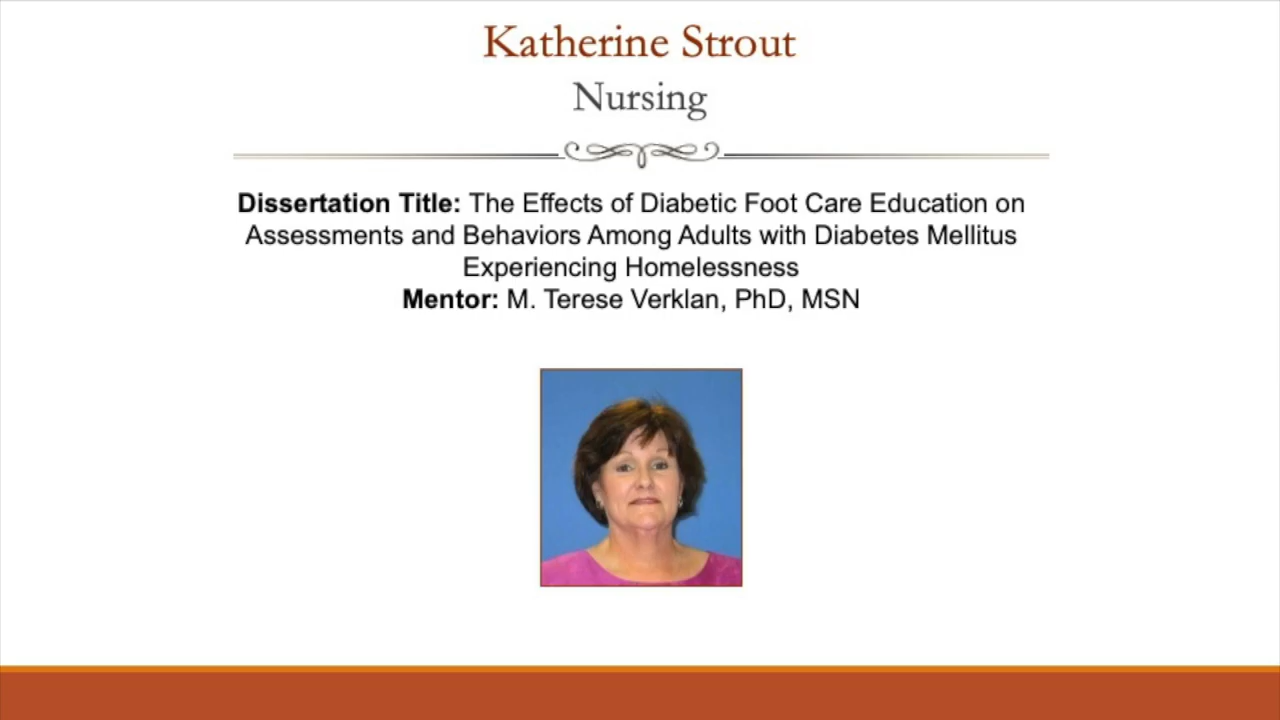 Katherine Strout
Nursing
Dissertation Title: The Effects of Diabetic Foot Care Education on
Assessments and Behaviors Among Adults with Diabetes Mellitus
Experiencing Homelessness
Mentor: M. Terese Verklan, PhD, MSN